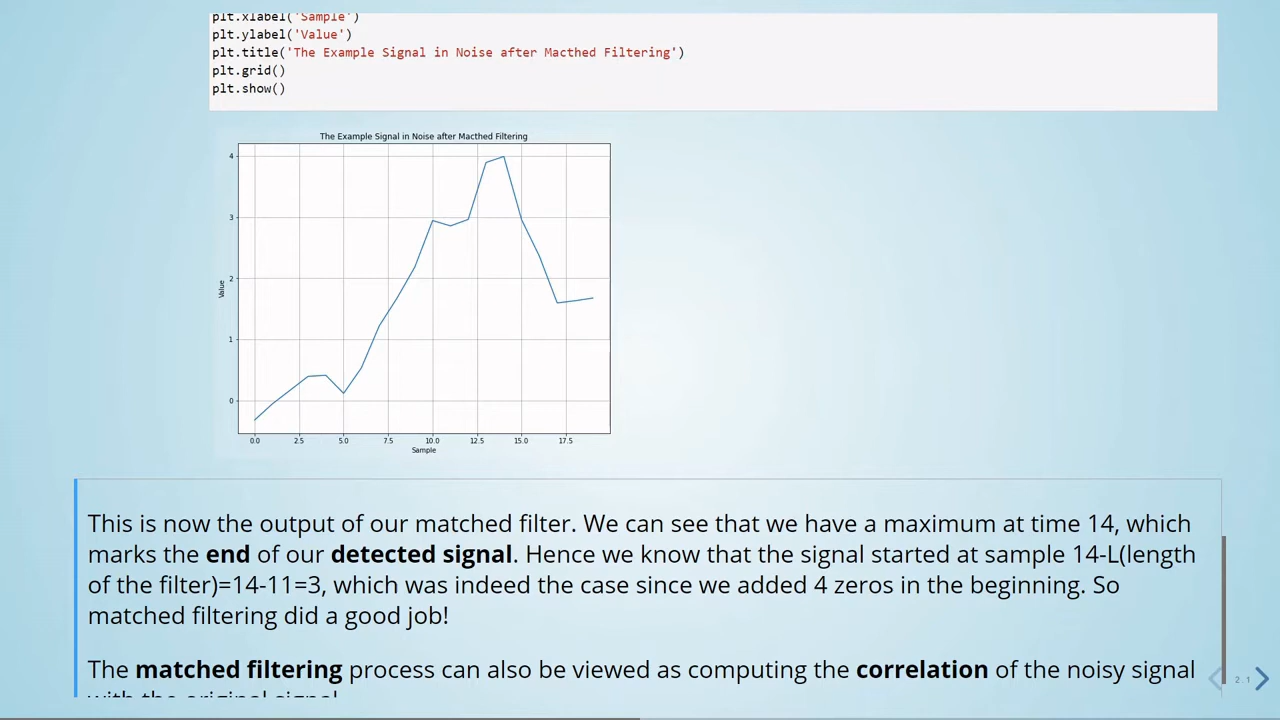 plt.xlabel('Sample')
plt.ylabel('Value')
plt.title('The Example Signal in Noise after Macthed Filtering')
plt.grid()
plt.show()
The Example Signal in Noise after Macthed Filtering
4
3
2
1
0
Value
0.0 2.5 5.0 7.5 10.0 12.5 15.0 17.5
Sample
This is now the output of our matched filter. We can see that we have a maximum at time 14, which
marks the end of our detected signal. Hence we know that the signal started at sample 14-L(length
of the filter)=14-11=3, which was indeed the case since we added 4 zeros in the beginning. So
matched filtering did a good job!
The matched filtering process can also be viewed as computing the correlation of the noisy signal
with the original signal
2.1